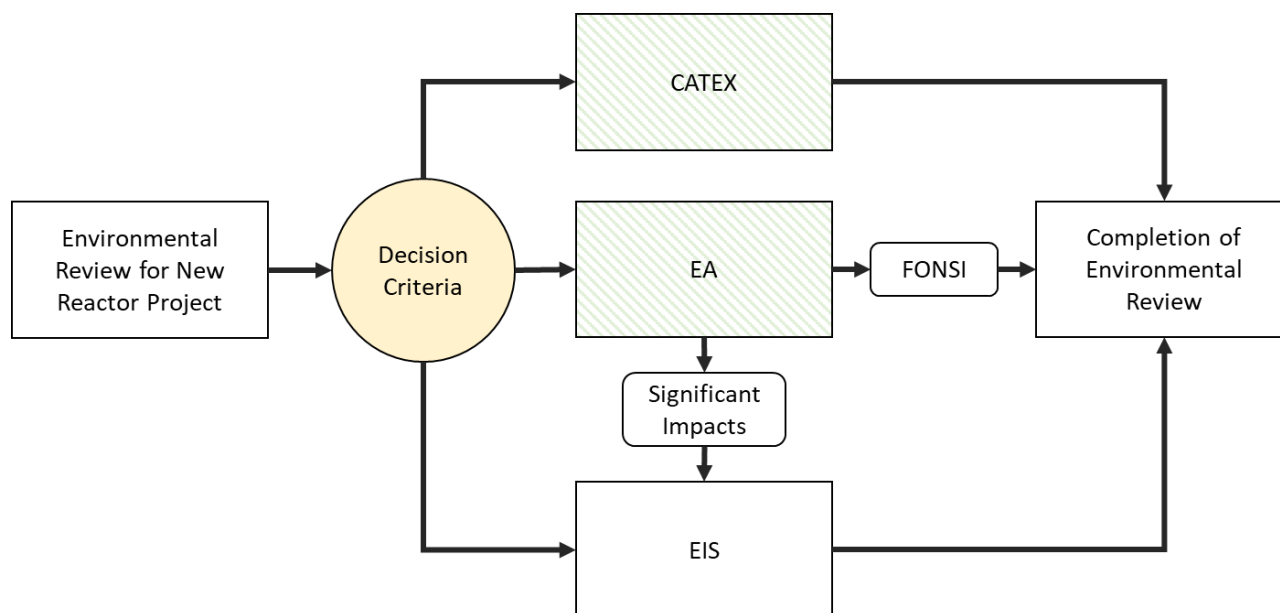 CATEX
Environmental
Review for New
Reactor Project
Decision
Criteria
EA
FONSI
Completion of
Environmental
Review
Significant
Impacts
EIS